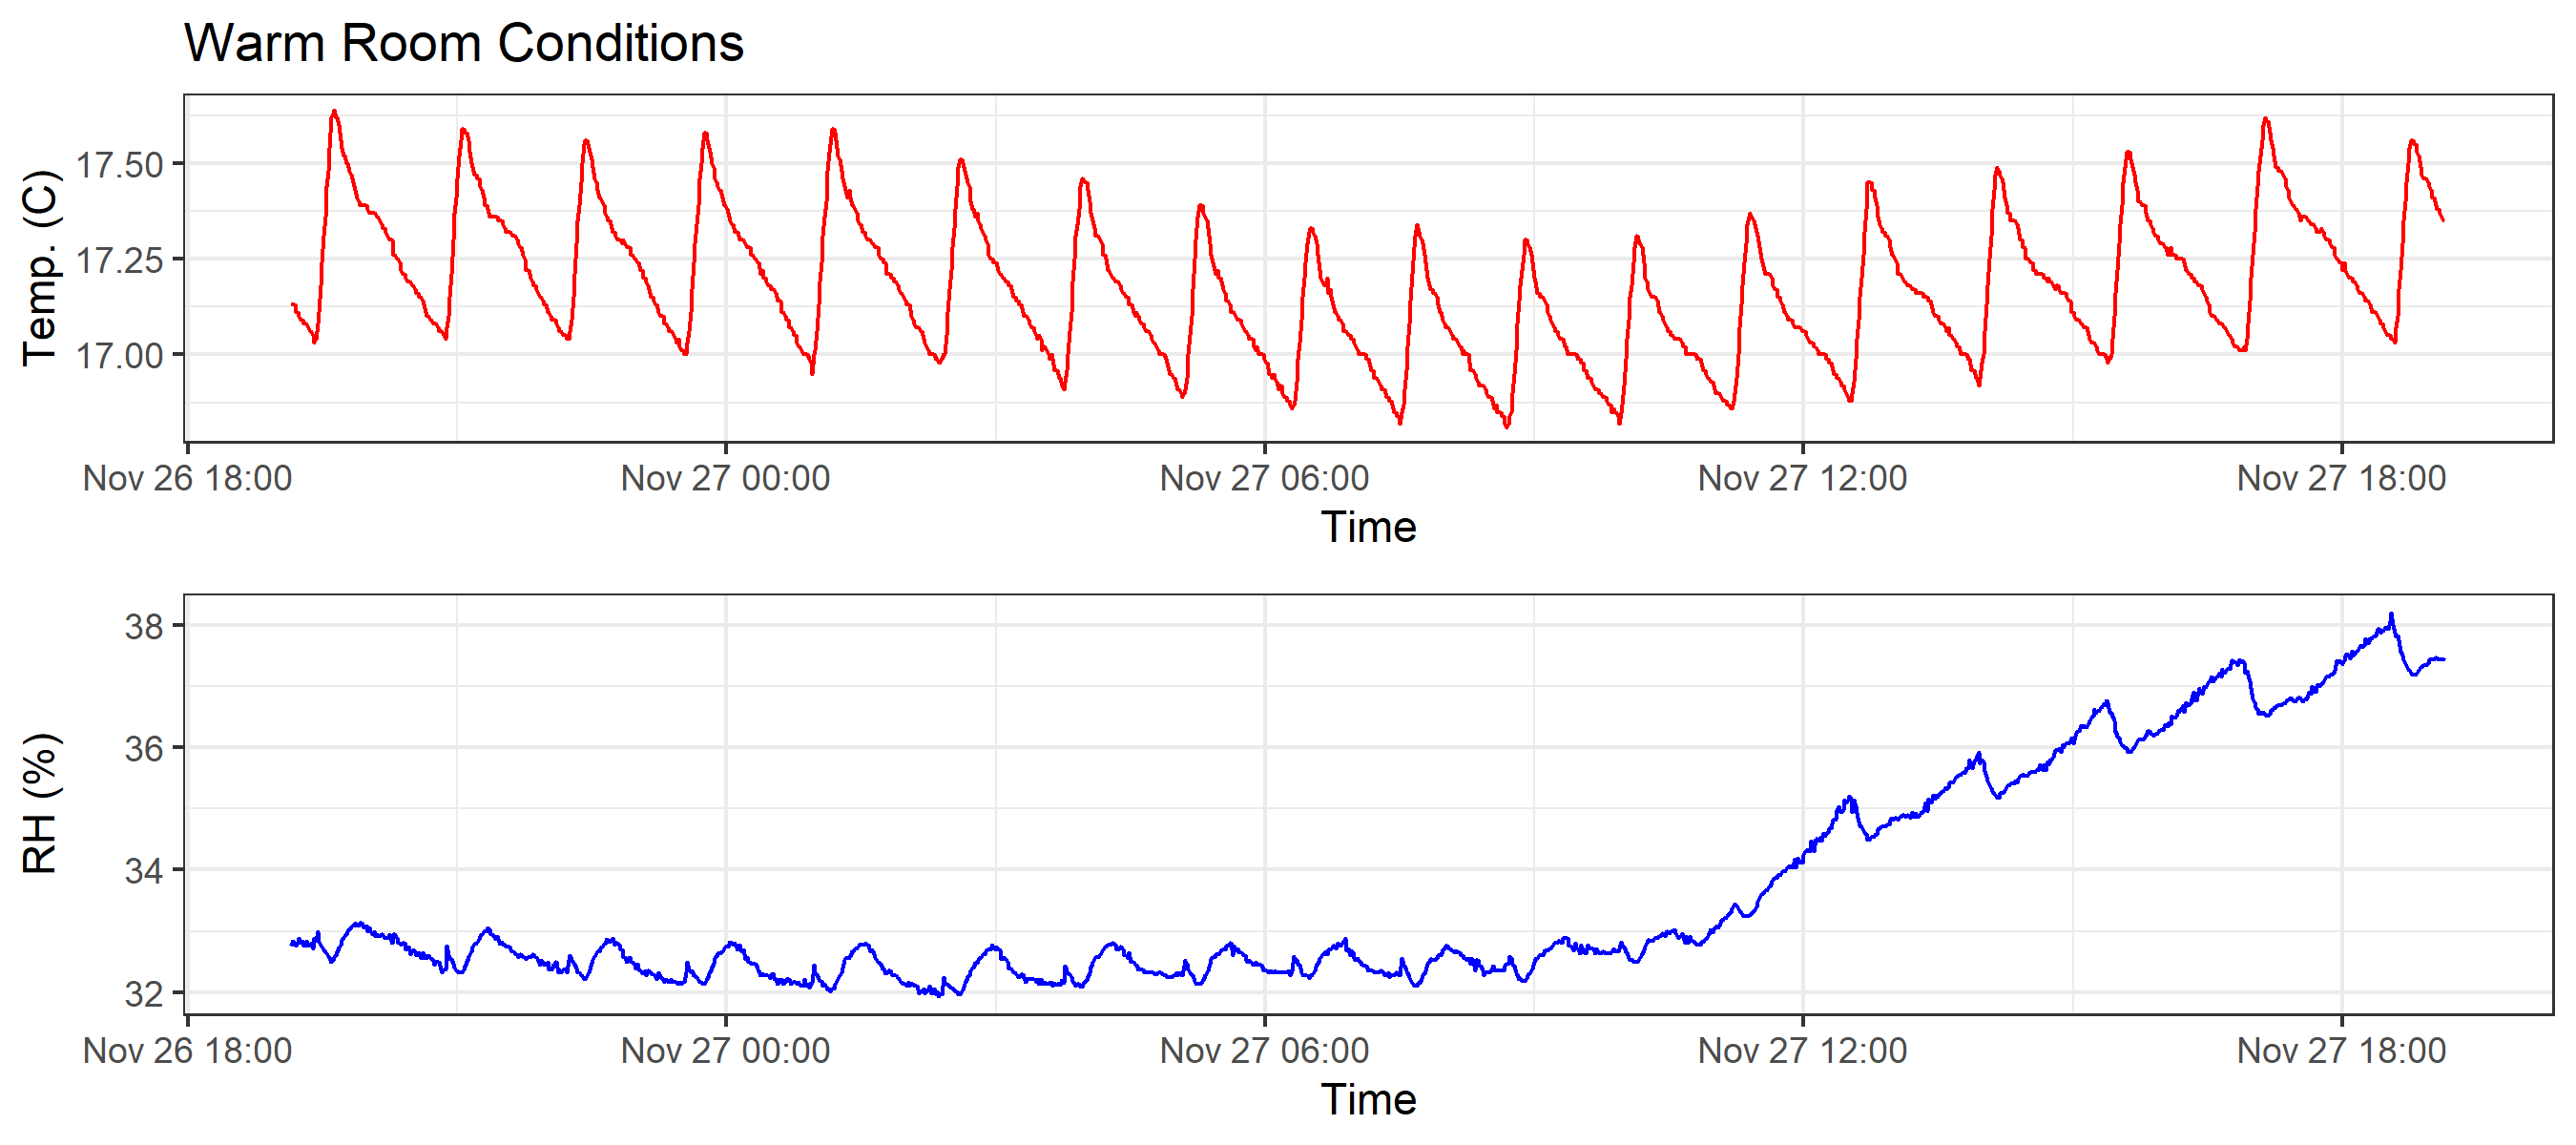 Warm Room Conditions
Temp. (C)
17.50
17.25
17.00
Nov 26 18:00 Nov 27 00:00 Nov 27 06:00 Nov 27 12:00 Nov 27 18:00
Time
RH (%)
38
36
34
32
Nov 26 18:00 Nov 27 00:00 Nov 27 06:00 Nov 27 12:00 Nov 27 18:00
Time